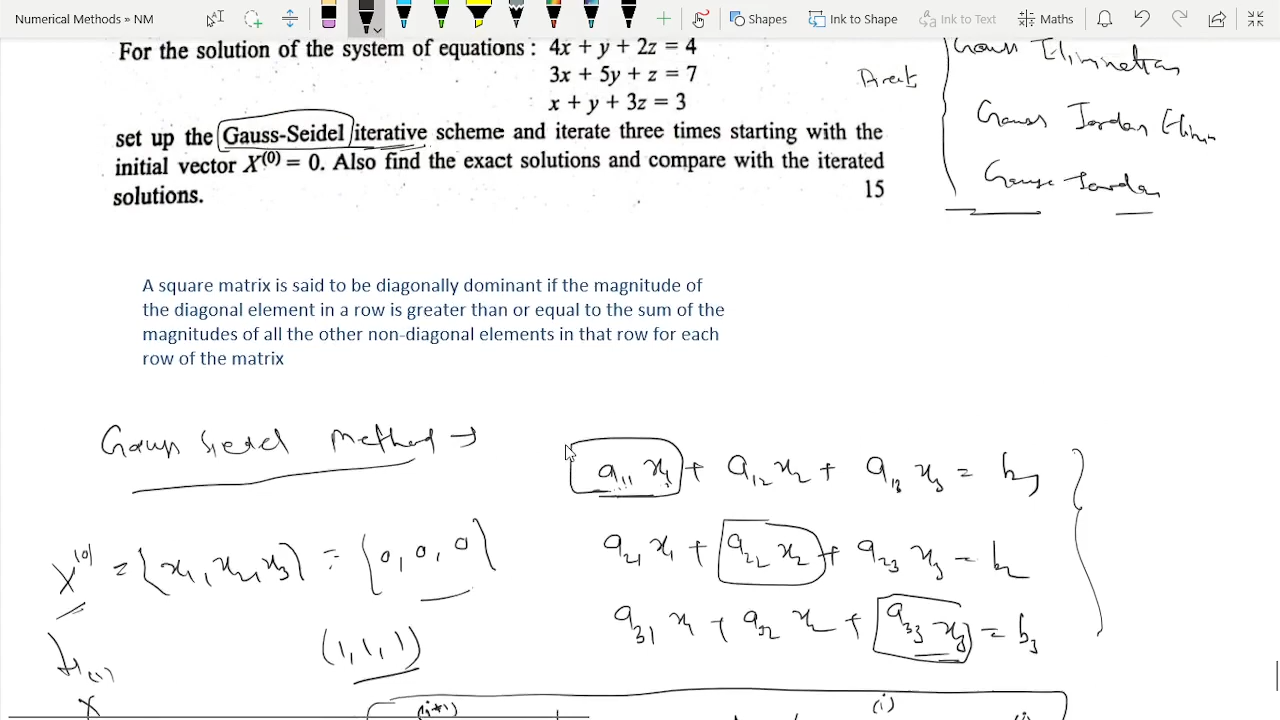 Numerical Methods » NM
Shapes
Ink to Shape
Ink to Text
Maths
For the solution of the system of equations : 4x + y + 2z = 4
3x + 5y + z = 7
x + y + 3z = 3
set up the Gauss-Seidel iterative scheme and iterate three times starting with the
initial vector X⁽⁰⁾ = 0. Also find the exact solutions and compare with the iterated
solutions. 15
Direct
Gauss
Gauss Jordan
Gauss Jordan
A square matrix is said to be diagonally dominant if the magnitude of
the diagonal element in a row is greater than or equal to the sum of the
magnitudes of all the other non-diagonal elements in that row for each
row of the matrix
Gauss Siedel Method →
a₁₁ x₁ + a₁₂ x₂ + a₁₃ x₃ = b₁
a₂₁ x₁ + a₂₂ x₂ + a₂₃ x₃ = b₂
a₃₁ x₁ + a₃₂ x₂ + a₃₃ x₃ = b₃
X⁽⁰⁾ = {x₁, x₂, x₃} = {0, 0, 0}
(1, 1, 1)
X
(i+1) (i)